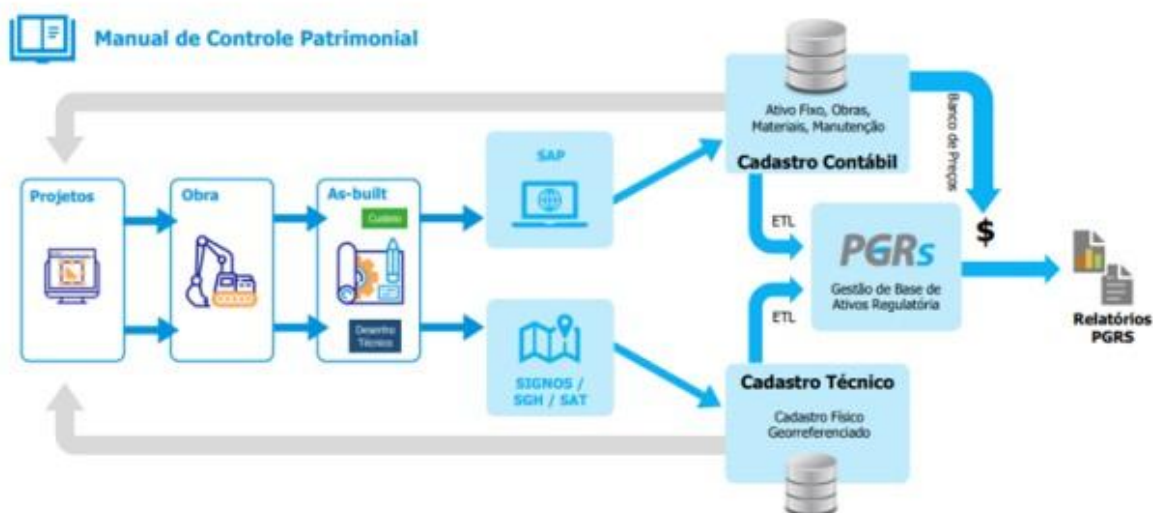 Manual de Controle Patrimonial
Projetos
Obra
As-built
Custeio
Desenho
Técnico
SAP
SIGNOS /
SGH / SAT
Ativo Fixo, Obras,
Materiais, Manutenção
Cadastro Contábil
Banco de Preços
ETL
PGRs
Gestão de Base de
Ativos Regulatória
$
ETL
Cadastro Técnico
Cadastro Físico
Georreferenciado
Relatórios
PGRS